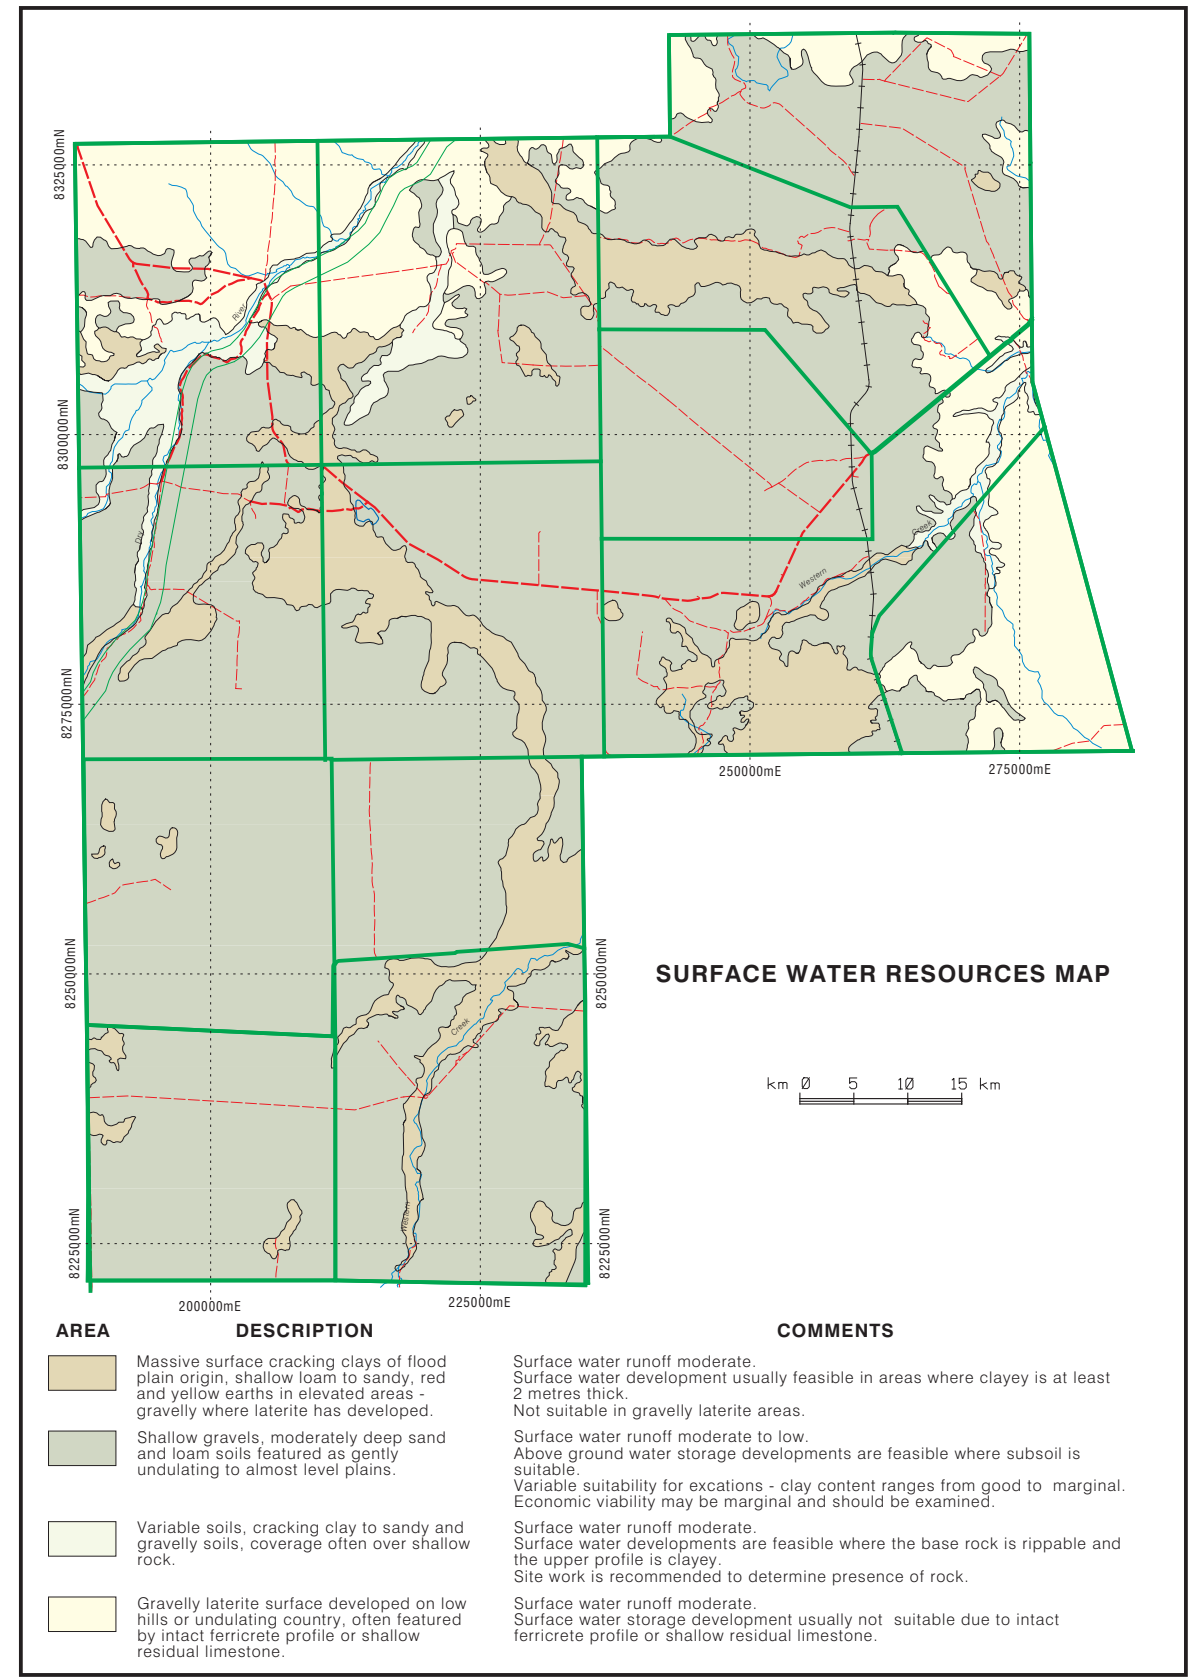 8325000mN
River
8300000mN
Dry
Creek
Western
8275000mN
250000mE
275000mE
8250000mN
8250000mN
SURFACE WATER RESOURCES MAP
Creek
km 0 5 10 15 km
Western
8225000mN
8225000mN
200000mE
225000mE
AREA DESCRIPTION COMMENTS
Massive surface cracking clays of flood
plain origin, shallow loam to sandy, red
and yellow earths in elevated areas -
gravelly where laterite has developed.
Surface water runoff moderate.
Surface water development usually feasible in areas where clayey is at least
2 metres thick.
Not suitable in gravelly laterite areas.
Shallow gravels, moderately deep sand
and loam soils featured as gently
undulating to almost level plains.
Surface water runoff moderate to low.
Above ground water storage developments are feasible where subsoil is
suitable.
Variable suitability for excations - clay content ranges from good to marginal.
Economic viability may be marginal and should be examined.
Variable soils, cracking clay to sandy and
gravelly soils, coverage often over shallow
rock.
Surface water runoff moderate.
Surface water developments are feasible where the base rock is rippable and
the upper profile is clayey.
Site work is recommended to determine presence of rock.
Gravelly laterite surface developed on low
hills or undulating country, often featured
by intact ferricrete profile or shallow
residual limestone.
Surface water runoff moderate.
Surface water storage development usually not suitable due to intact
ferricrete profile or shallow residual limestone.